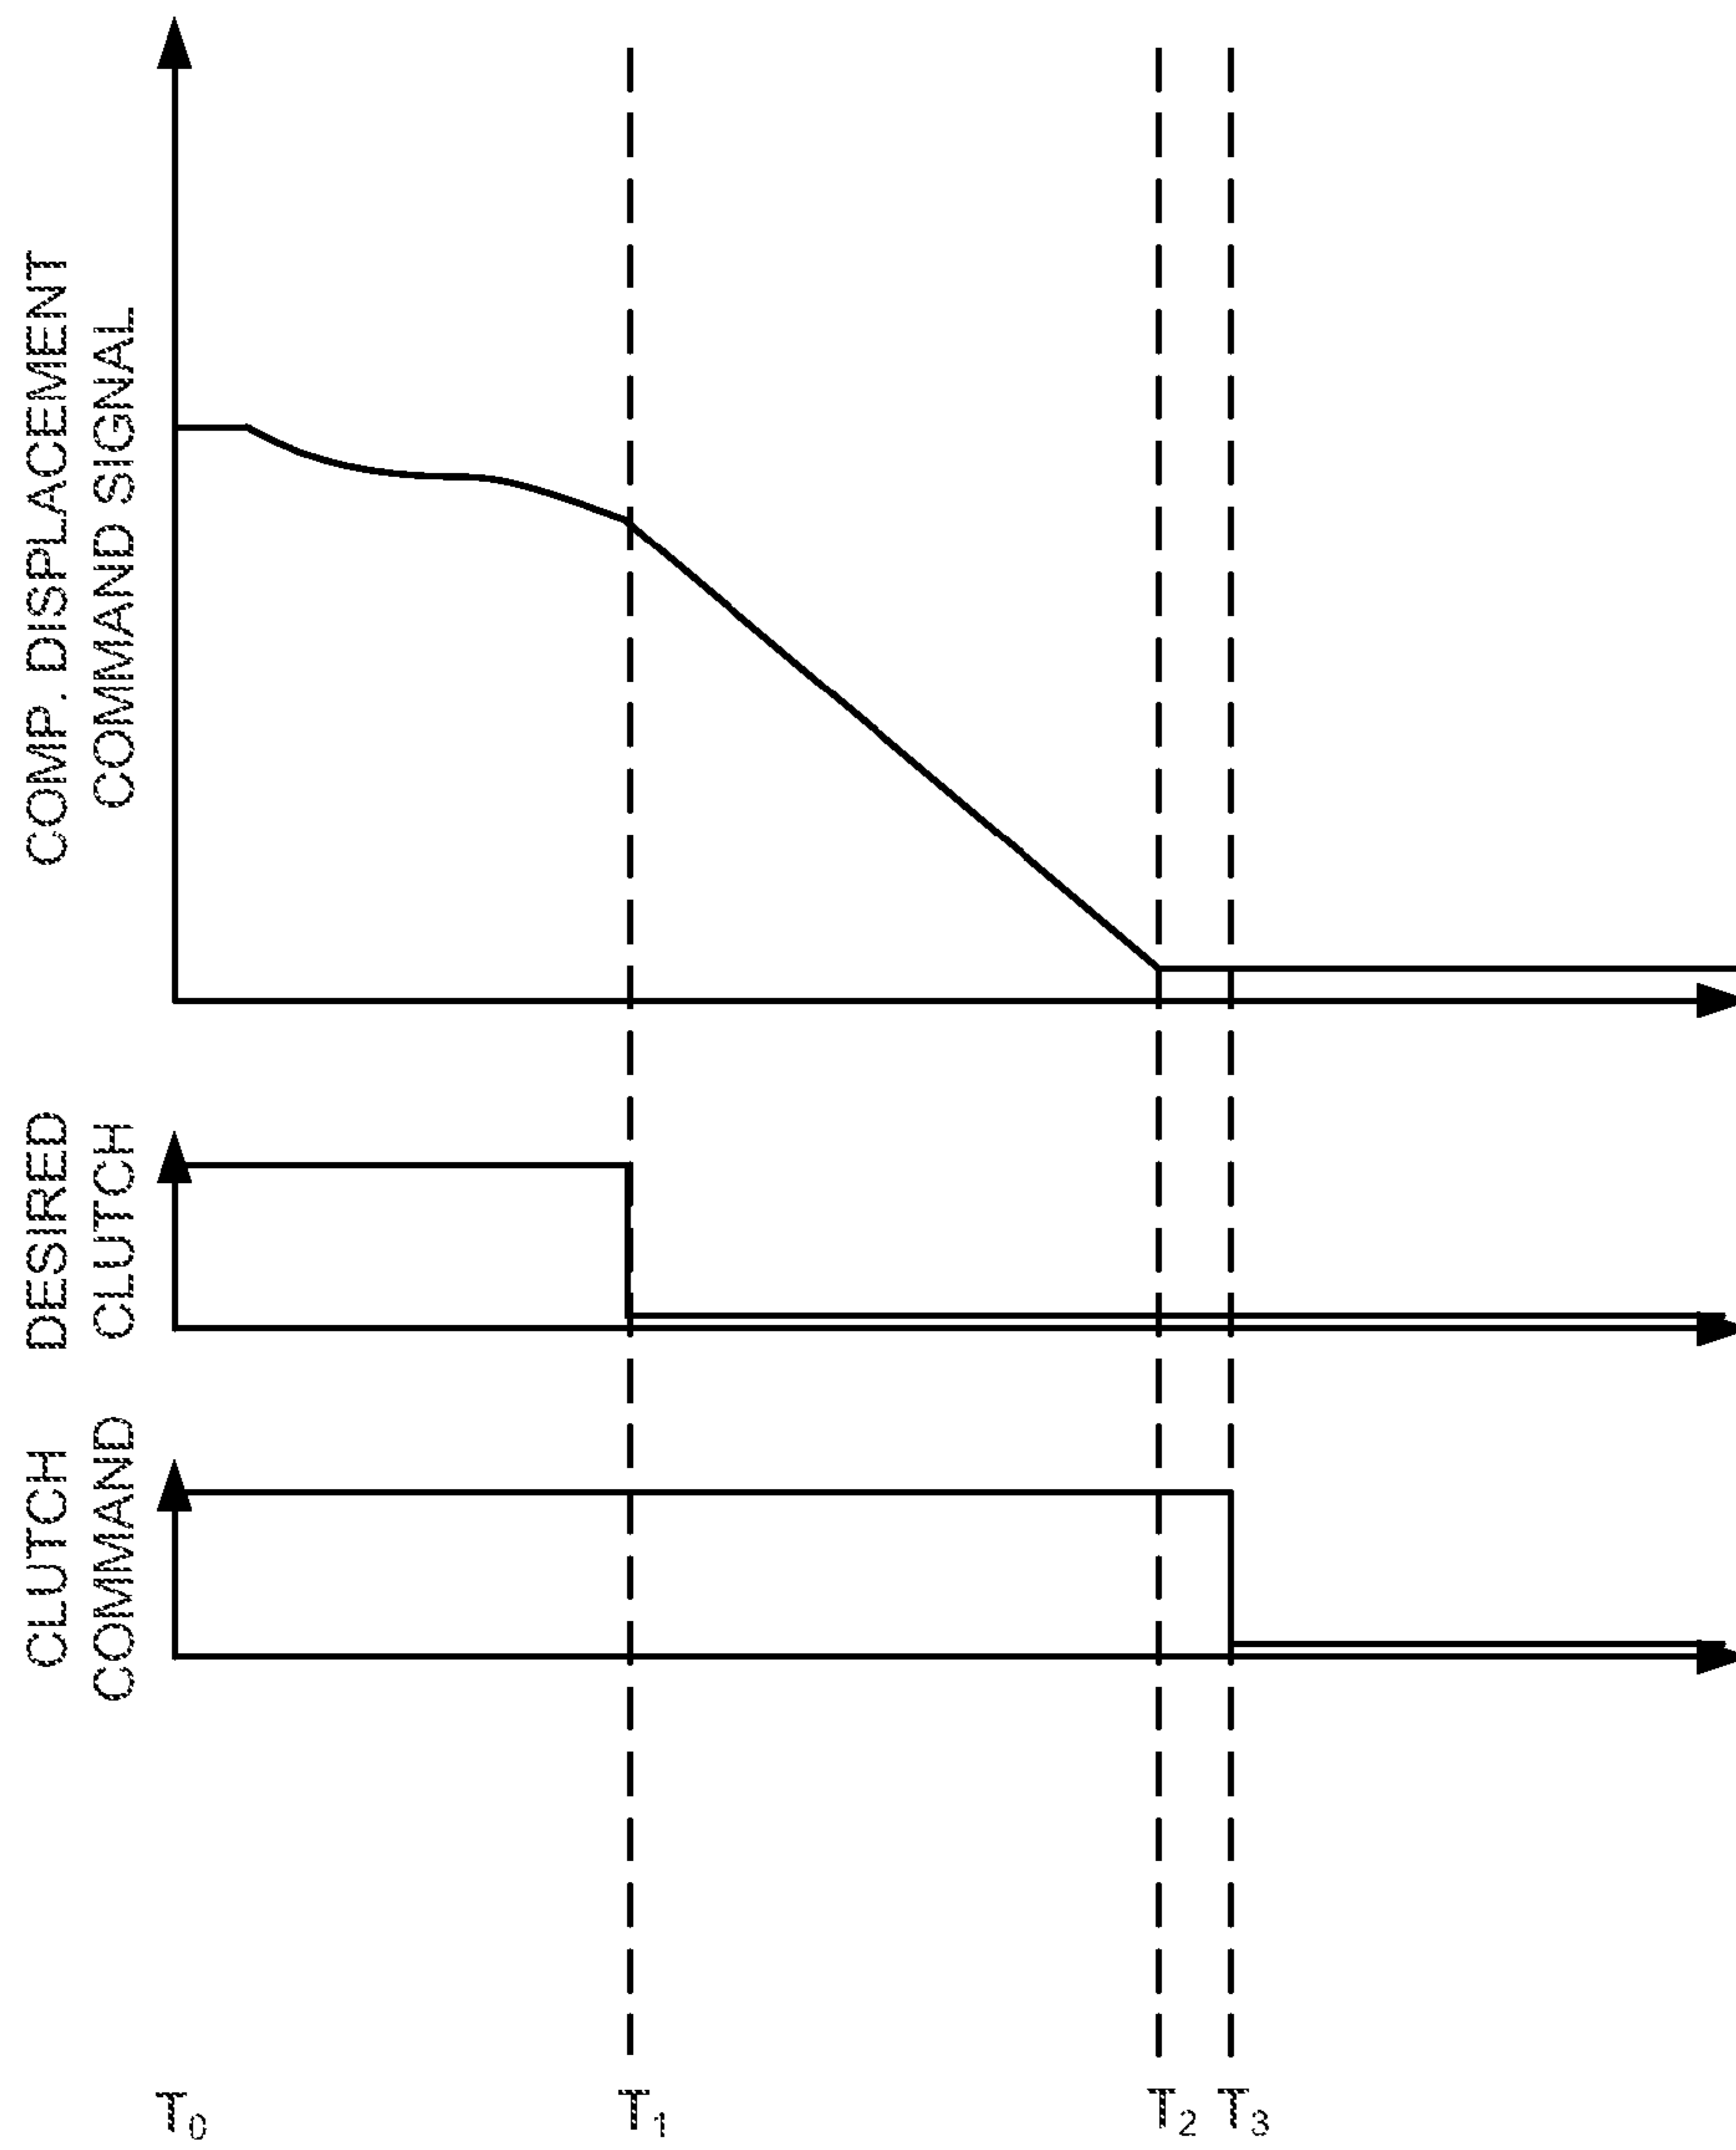 COMP. DISPLACEMENT
COMMAND SIGNAL
DESIRED
CLUTCH
CLUTCH
COMMAND
T0
T1
T2
T3